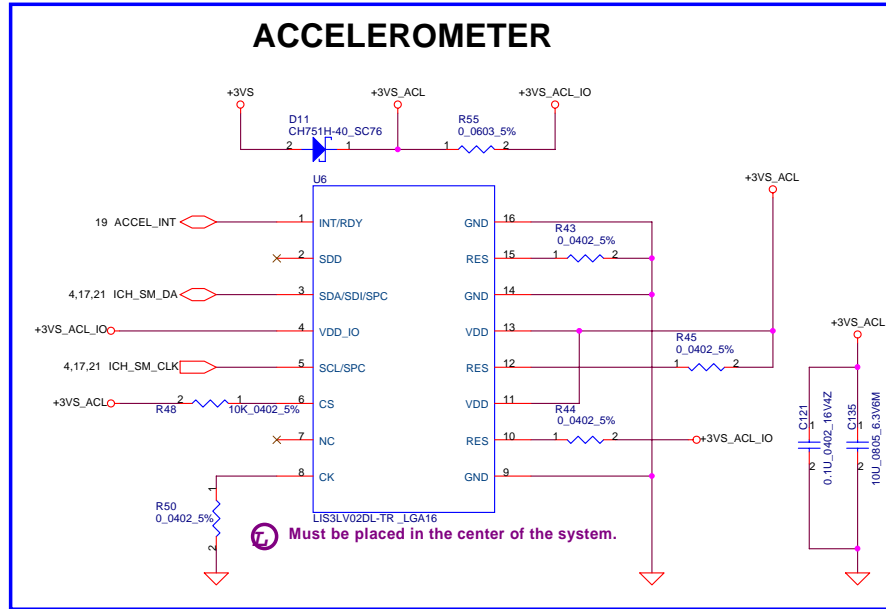 ACCELEROMETER
+3VS
+3VS_ACL
+3VS_ACL_IO
D11
CH751H-40_SC76
2
1
R55
0_0603_5%
1
2
U6
+3VS_ACL
19 ACCEL_INT
1
INT/RDY
GND
16
2
SDD
RES
15
R43
0_0402_5%
1
2
4,17,21 ICH_SM_DA
3
SDA/SDI/SPC
GND
14
+3VS_ACL_IO
4
VDD_IO
VDD
13
4,17,21 ICH_SM_CLK
5
SCL/SPC
RES
12
R45
0_0402_5%
1
2
+3VS_ACL
R48
2
1
10K_0402_5%
6
CS
VDD
11
7
NC
RES
10
R44
0_0402_5%
1
2
+3VS_ACL_IO
8
CK
GND
9
R50
0_0402_5%
1
2
LIS3LV02DL-TR _LGA16
L
Must be placed in the center of the system.
+3VS_ACL
C121
0.1U_0402_16V4Z
1
2
C135
10U_0805_6.3V6M
1
2